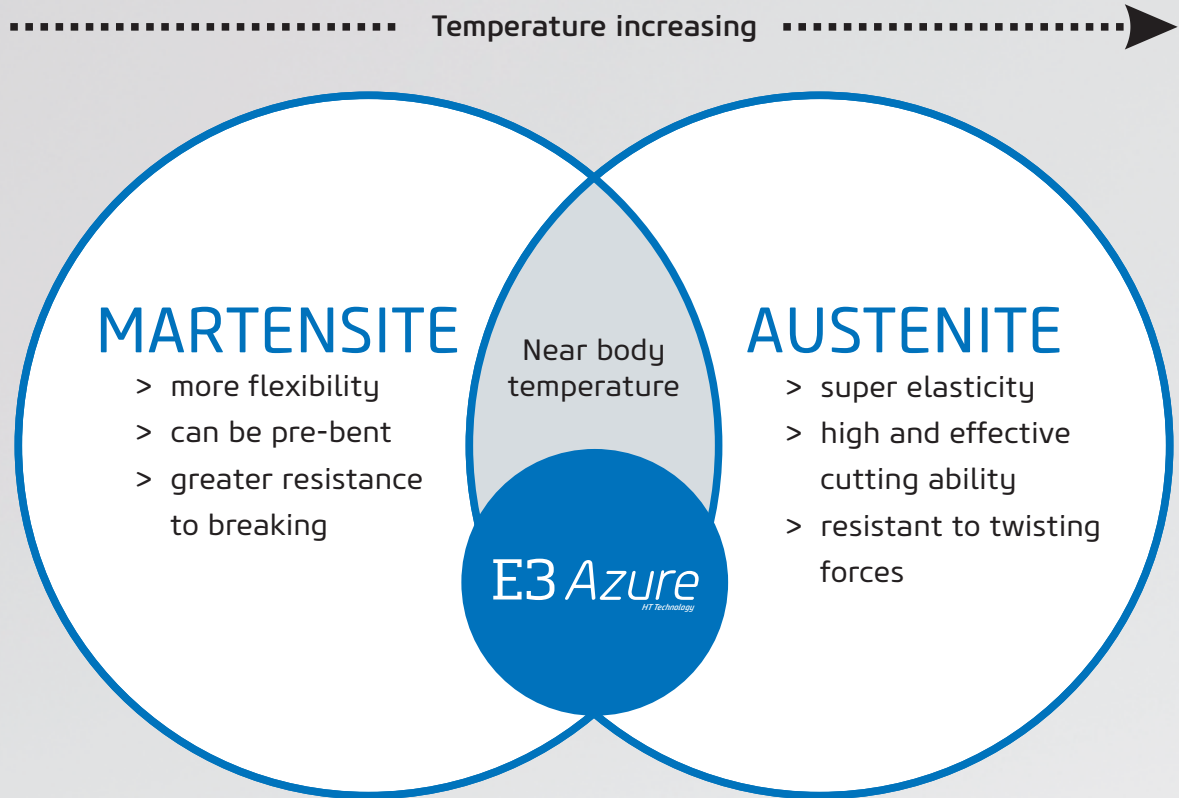 Temperature increasing
MARTENSITE
> more flexibility
> can be pre-bent
> greater resistance
to breaking
Near body
temperature
AUSTENITE
> super elasticity
> high and effective
cutting ability
> resistant to twisting
forces
E3 Azure
HT Technology